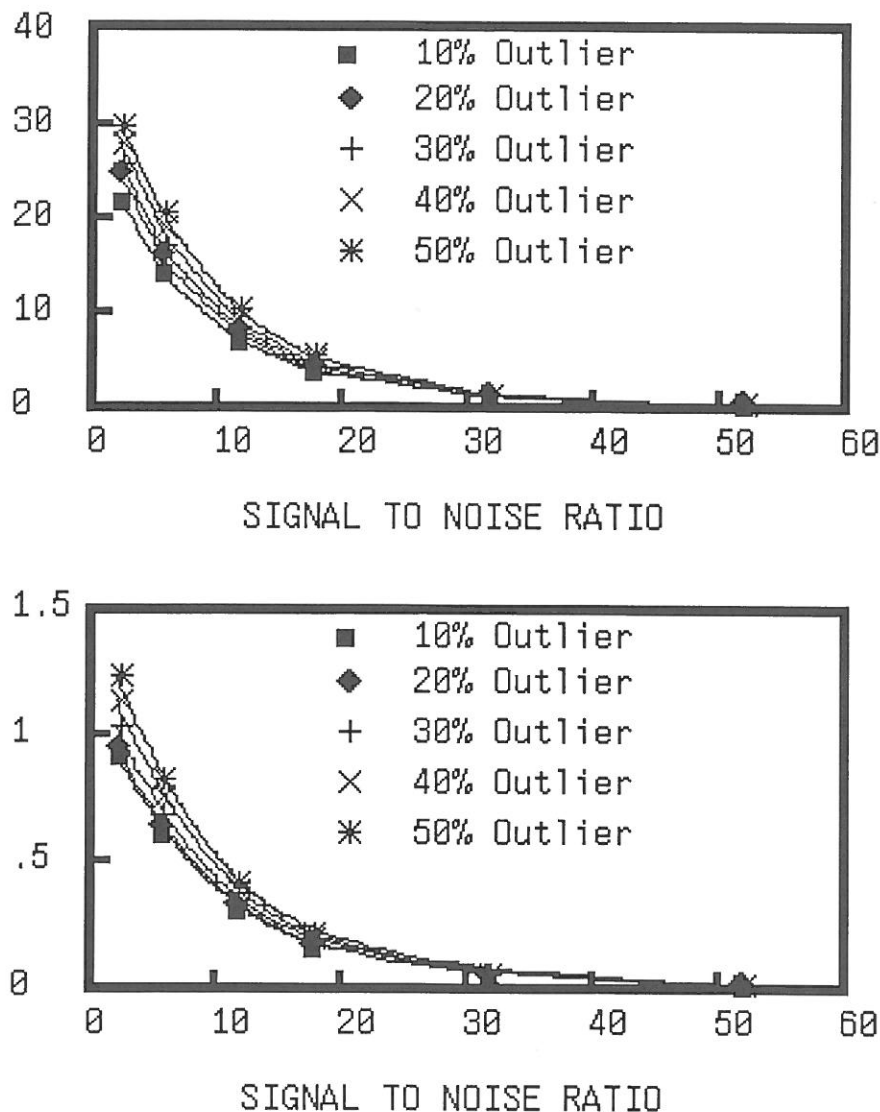 40
30
20
10
0
10% Outlier
20% Outlier
30% Outlier
40% Outlier
50% Outlier
0 10 20 30 40 50 60
SIGNAL TO NOISE RATIO
1.5
1
.5
0
10% Outlier
20% Outlier
30% Outlier
40% Outlier
50% Outlier
0 10 20 30 40 50 60
SIGNAL TO NOISE RATIO